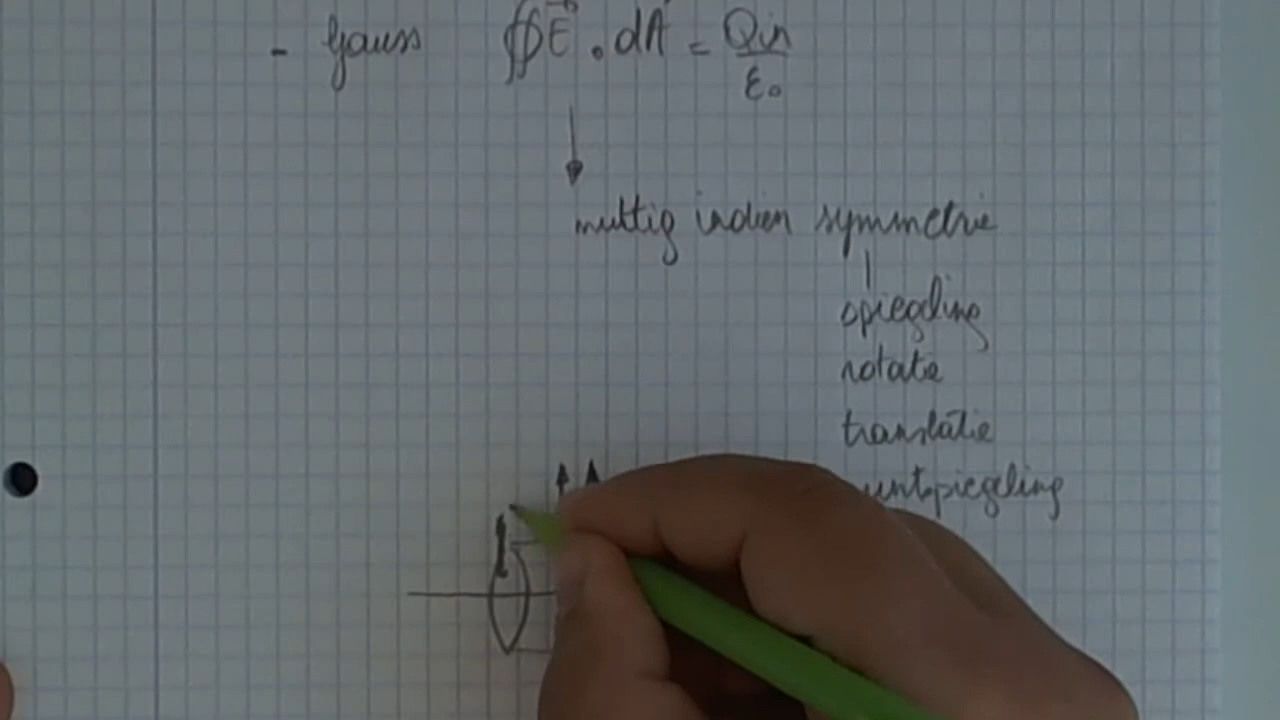 - Gauss ∯E⃗ • dA = Qin/ε₀
nuttig indien symmetrie
spiegeling
rotatie
translatie
puntspiegeling